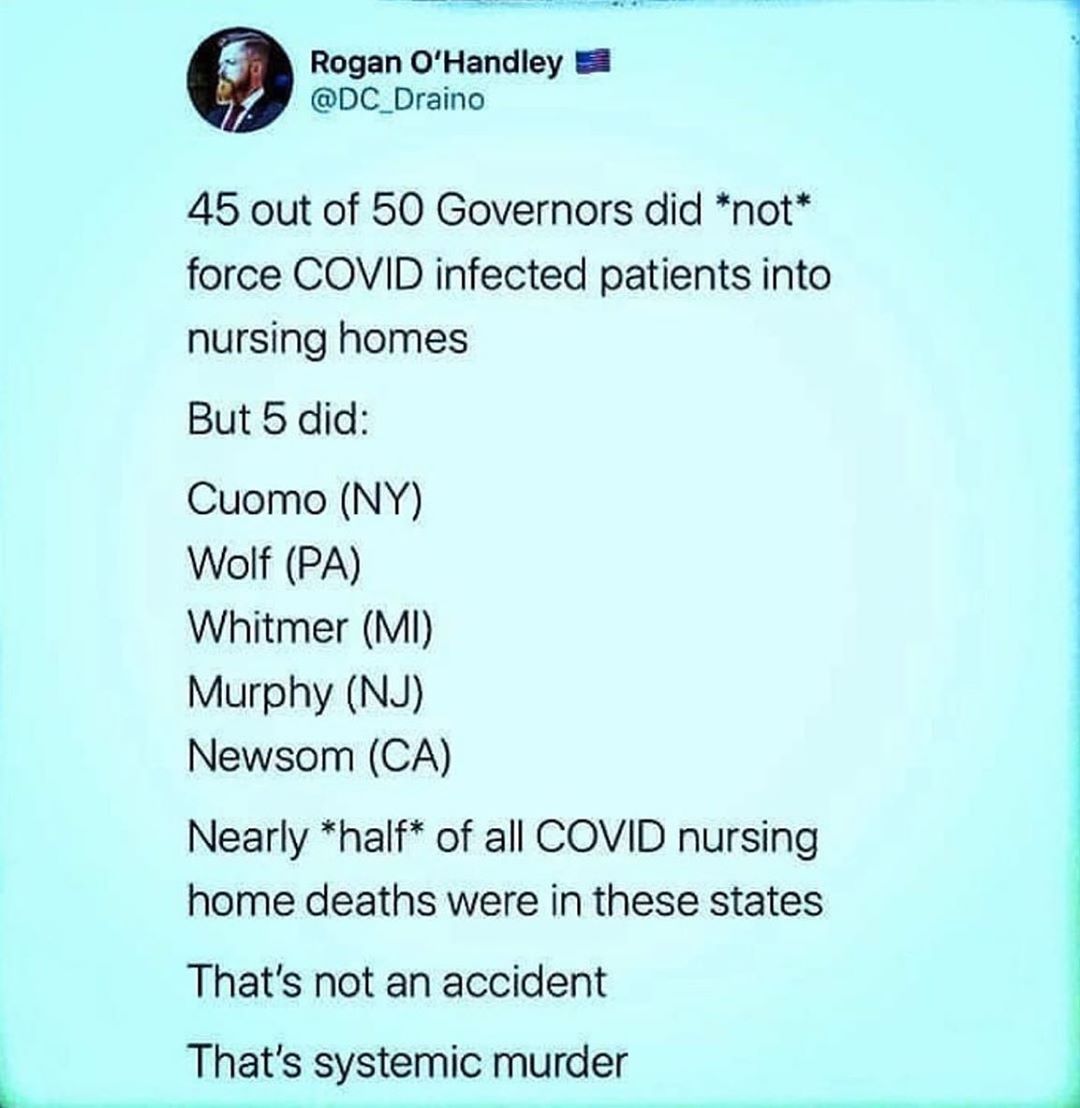 Rogan O'Handley 🇺🇸
@DC_Draino
45 out of 50 Governors did *not*
force COVID infected patients into
nursing homes
But 5 did:
Cuomo (NY)
Wolf (PA)
Whitmer (MI)
Murphy (NJ)
Newsom (CA)
Nearly *half* of all COVID nursing
home deaths were in these states
That's not an accident
That's systemic murder